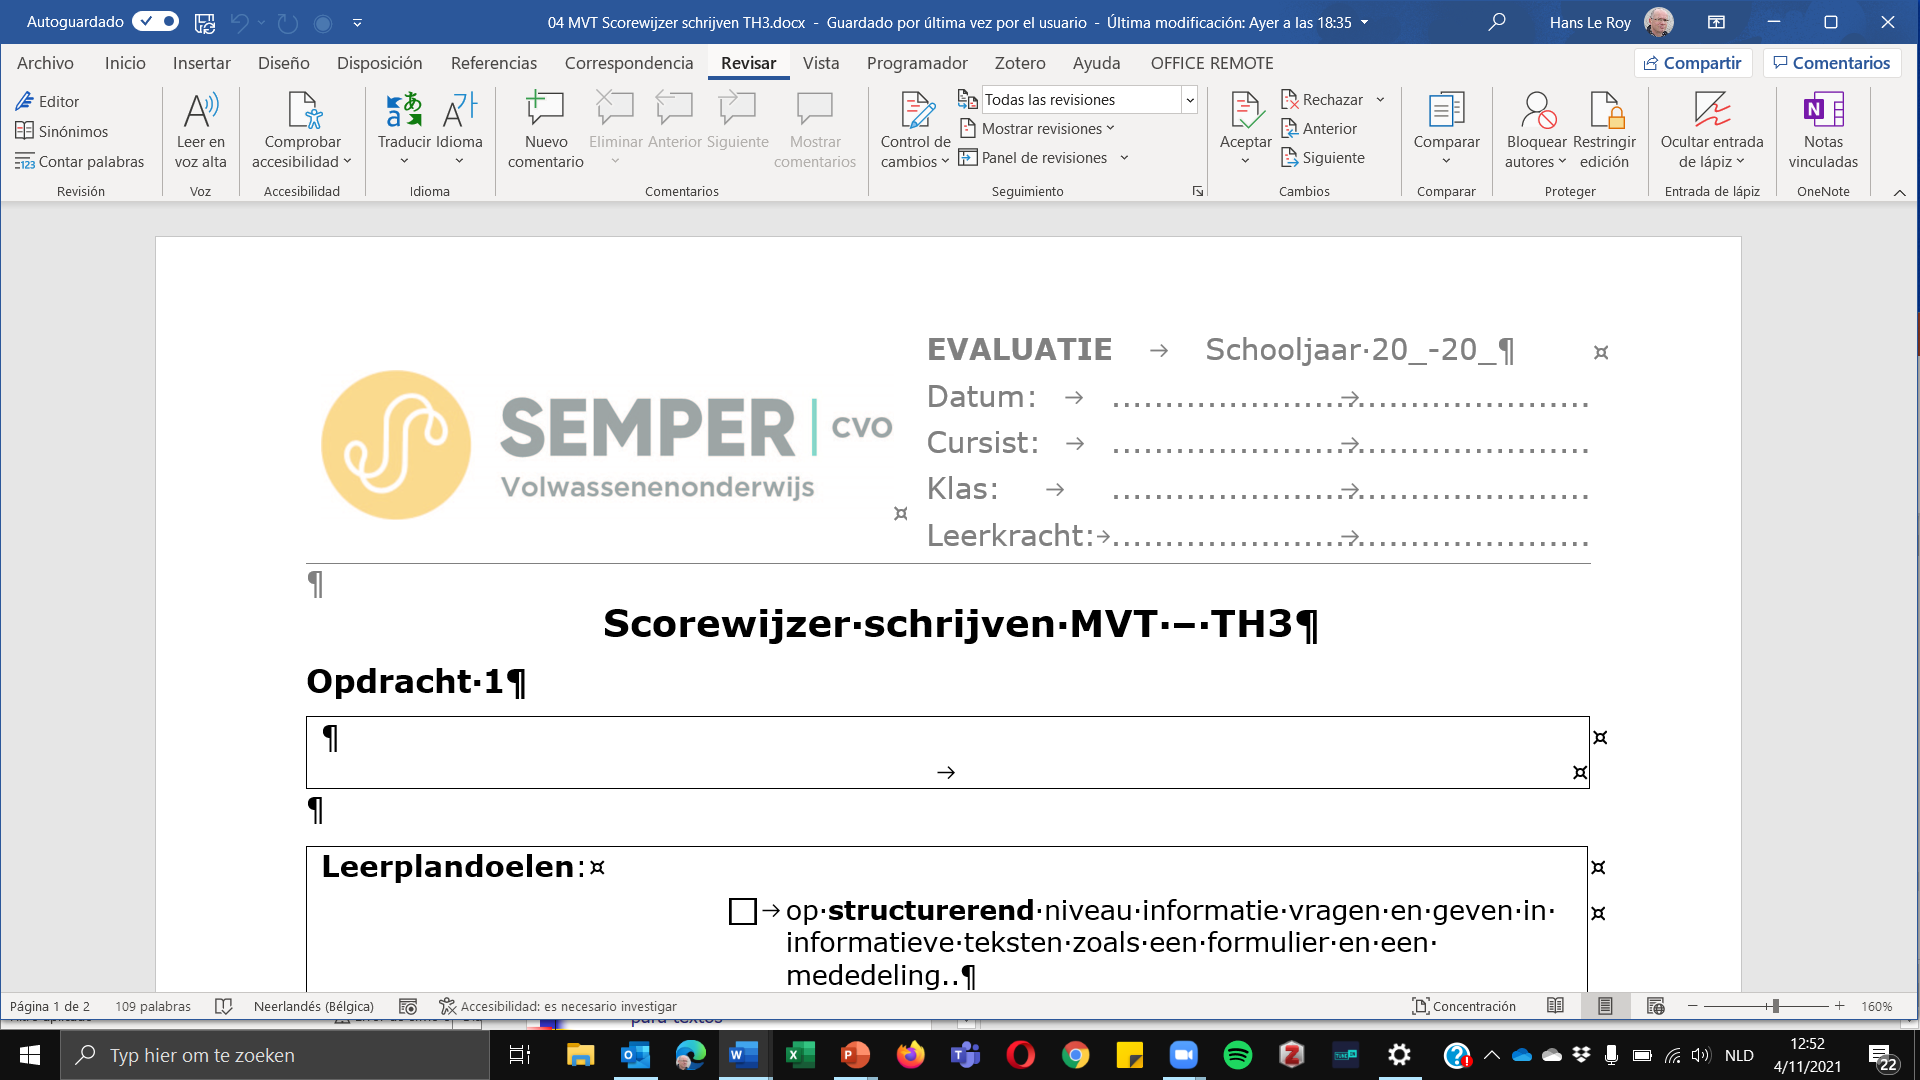 Autoguardado
04 MVT Scorewijzer schrijven TH3.docx - Guardado por última vez por el usuario - Última modificación: Ayer a las 18:35
Hans Le Roy
Archivo Inicio Insertar Diseño Disposición Referencias Correspondencia Revisar Vista Programador Zotero Ayuda OFFICE REMOTE
Compartir Comentarios
Editor
Sinónimos
Contar palabras
Revisión
Leer en
voz alta
Voz
Comprobar
accesibilidad
Accesibilidad
Traducir Idioma
Idioma
Nuevo
comentario
Eliminar Anterior Siguiente
Mostrar
comentarios
Comentarios
Control de
cambios
Todas las revisiones
Mostrar revisiones
Panel de revisiones
Seguimiento
Aceptar
Rechazar
Anterior
Siguiente
Cambios
Comparar
Comparar
Bloquear
autores
Restringir
edición
Proteger
Ocultar entrada
de lápiz
Entrada de lápiz
Notas
vinculadas
OneNote
SEMPER | CVO
Volwassenenonderwijs
EVALUATIE → Schooljaar·20_-20_¶
Datum: → ......................→......................
Cursist: → ......................→......................
Klas: → ......................→......................
Leerkracht:→......................→......................
¶
Scorewijzer·schrijven·MVT·–·TH3¶
Opdracht·1¶
¶
→ ¤
¶
Leerplandoelen:¤
→ op·structurerend·niveau·informatie·vragen·en·geven·in·
informatieve·teksten·zoals·een·formulier·en·een·
mededeling..¶
Página 1 de 2 109 palabras Neerlandés (Bélgica) Accesibilidad: es necesario investigar
Concentración 160%
para textos
Typ hier om te zoeken
NLD
12:52
4/11/2021
22